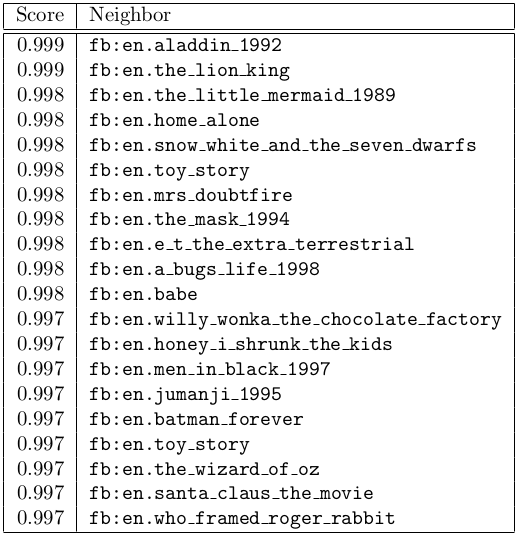 Score Neighbor
0.999 fb:en.aladdin_1992
0.999 fb:en.the_lion_king
0.998 fb:en.the_little_mermaid_1989
0.998 fb:en.home_alone
0.998 fb:en.snow_white_and_the_seven_dwarfs
0.998 fb:en.toy_story
0.998 fb:en.mrs_doubtfire
0.998 fb:en.the_mask_1994
0.998 fb:en.e_t_the_extra_terrestrial
0.998 fb:en.a_bugs_life_1998
0.998 fb:en.babe
0.997 fb:en.willy_wonka_the_chocolate_factory
0.997 fb:en.honey_i_shrunk_the_kids
0.997 fb:en.men_in_black_1997
0.997 fb:en.jumanji_1995
0.997 fb:en.batman_forever
0.997 fb:en.toy_story
0.997 fb:en.the_wizard_of_oz
0.997 fb:en.santa_claus_the_movie
0.997 fb:en.who_framed_roger_rabbit